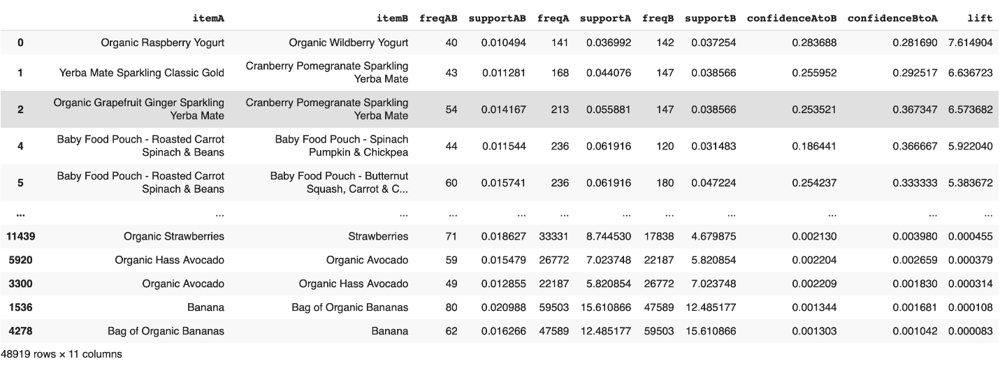 itemA itemB freqAB supportAB freqA supportA freqB supportB confidenceAtoB confidenceBtoA lift
0 Organic Raspberry Yogurt Organic Wildberry Yogurt 40 0.010494 141 0.036992 142 0.037254 0.283688 0.281690 7.614904
1 Yerba Mate Sparkling Classic Gold Cranberry Pomegranate Sparkling Yerba Mate 43 0.011281 168 0.044076 147 0.038566 0.255952 0.292517 6.636723
2 Organic Grapefruit Ginger Sparkling Yerba Mate Cranberry Pomegranate Sparkling Yerba Mate 54 0.014167 213 0.055881 147 0.038566 0.253521 0.367347 6.573682
4 Baby Food Pouch - Roasted Carrot Spinach & Beans Baby Food Pouch - Spinach Pumpkin & Chickpea 44 0.011544 236 0.061916 120 0.031483 0.186441 0.366667 5.922040
5 Baby Food Pouch - Roasted Carrot Spinach & Beans Baby Food Pouch - Butternut Squash, Carrot & C... 60 0.015741 236 0.061916 180 0.047224 0.254237 0.333333 5.383672
... ... ... ... ... ... ... ... ... ... ... ...
11439 Organic Strawberries Strawberries 71 0.018627 33331 8.744530 17838 4.679875 0.002130 0.003980 0.000455
5920 Organic Hass Avocado Organic Avocado 59 0.015479 26772 7.023748 22187 5.820854 0.002204 0.002659 0.000379
3300 Organic Avocado Organic Hass Avocado 49 0.012855 22187 5.820854 26772 7.023748 0.002209 0.001830 0.000314
1536 Banana Bag of Organic Bananas 80 0.020988 59503 15.610866 47589 12.485177 0.001344 0.001681 0.000108
4278 Bag of Organic Bananas Banana 62 0.016266 47589 12.485177 59503 15.610866 0.001303 0.001042 0.000083
48919 rows × 11 columns